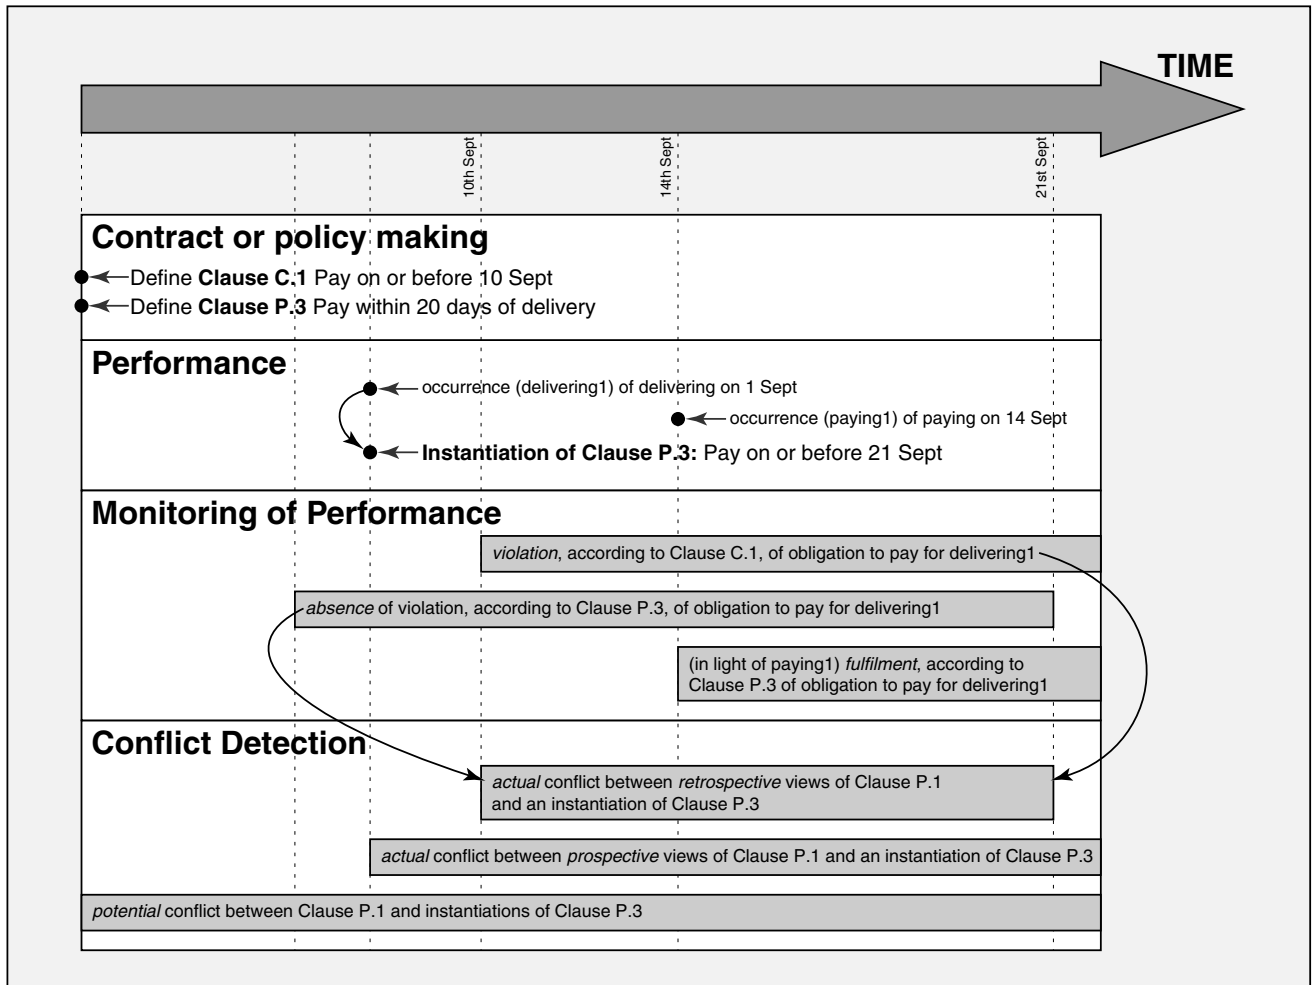 TIME
10th Sept
14th Sept
21st Sept
Contract or policy making
Define Clause C.1 Pay on or before 10 Sept
Define Clause P.3 Pay within 20 days of delivery
Performance
occurrence (delivering1) of delivering on 1 Sept
occurrence (paying1) of paying on 14 Sept
Instantiation of Clause P.3: Pay on or before 21 Sept
Monitoring of Performance
violation, according to Clause C.1, of obligation to pay for delivering1
absence of violation, according to Clause P.3, of obligation to pay for delivering1
(in light of paying1) fulfilment, according to
Clause P.3 of obligation to pay for delivering1
Conflict Detection
actual conflict between retrospective views of Clause P.1
and an instantiation of Clause P.3
actual conflict between prospective views of Clause P.1 and an instantiation of Clause P.3
potential conflict between Clause P.1 and instantiations of Clause P.3